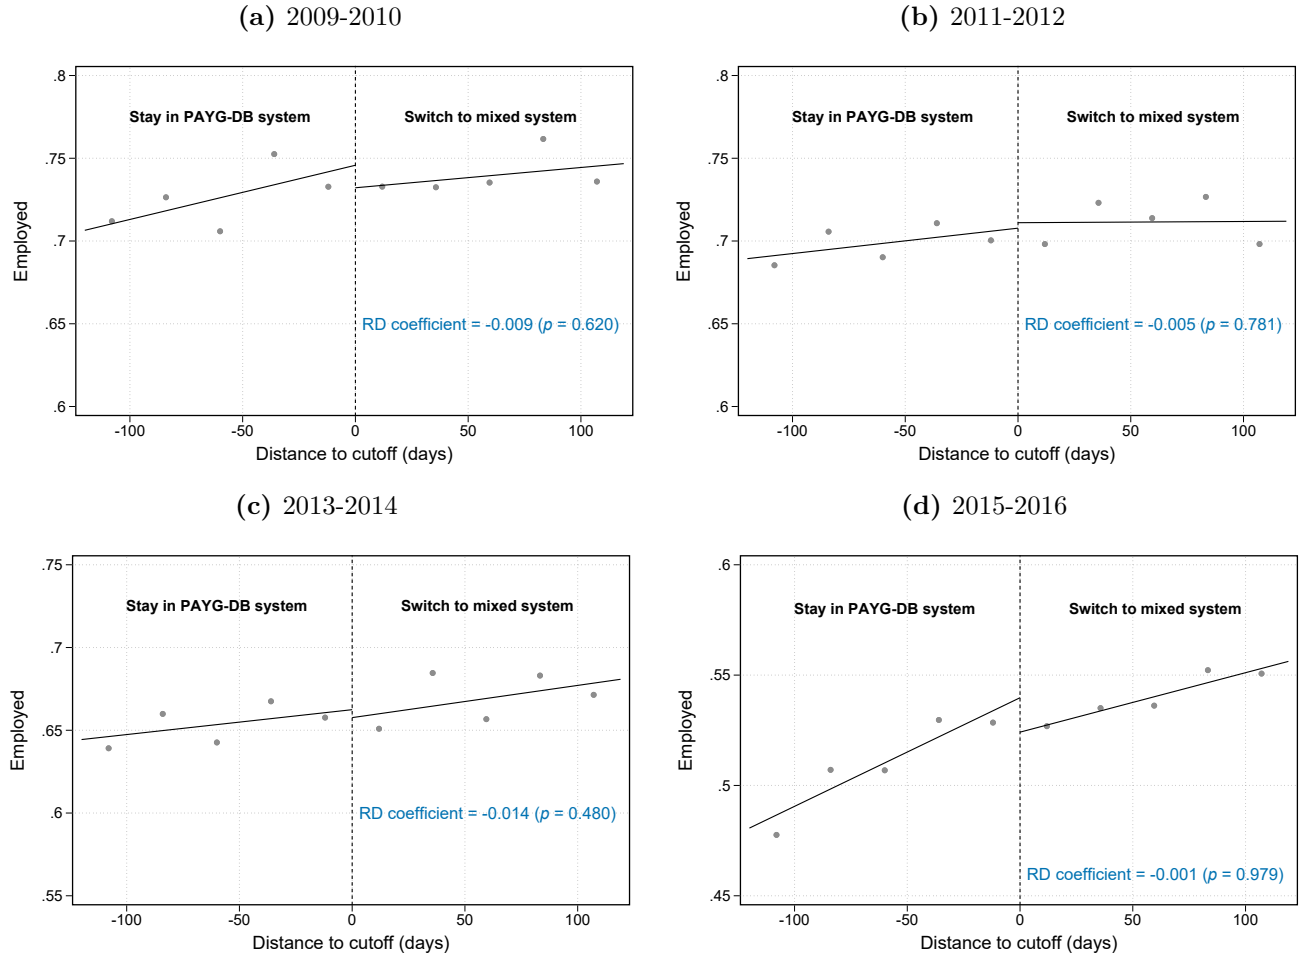 (a) 2009-2010
.8
.75
.7
.65
.6
Employed
Stay in PAYG-DB system
Switch to mixed system
RD coefficient = -0.009 (p = 0.620)
-100 -50 0 50 100
Distance to cutoff (days)
(b) 2011-2012
.8
.75
.7
.65
.6
Employed
Stay in PAYG-DB system
Switch to mixed system
RD coefficient = -0.005 (p = 0.781)
-100 -50 0 50 100
Distance to cutoff (days)
(c) 2013-2014
.75
.7
.65
.6
.55
Employed
Stay in PAYG-DB system
Switch to mixed system
RD coefficient = -0.014 (p = 0.480)
-100 -50 0 50 100
Distance to cutoff (days)
(d) 2015-2016
.6
.55
.5
.45
Employed
Stay in PAYG-DB system
Switch to mixed system
RD coefficient = -0.001 (p = 0.979)
-100 -50 0 50 100
Distance to cutoff (days)